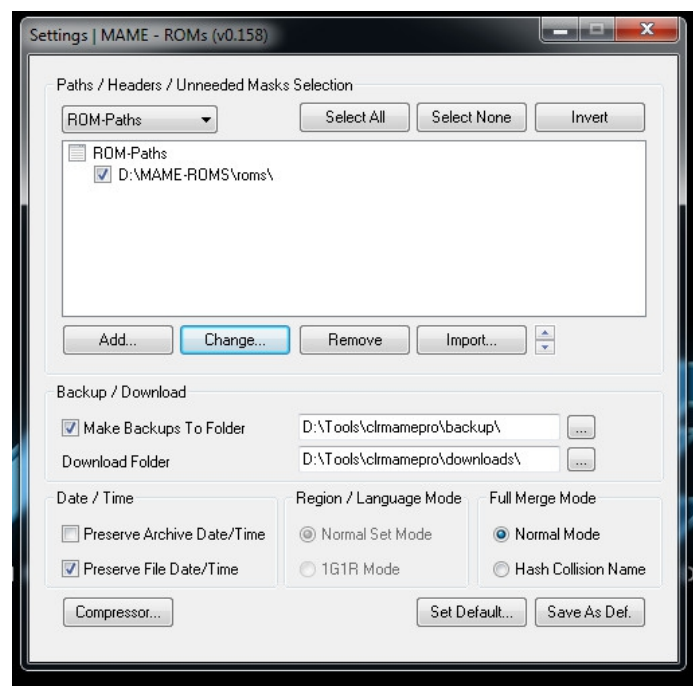 Settings | MAME - ROMs (v0.158)
Paths / Headers / Unneeded Masks Selection
ROM-Paths
Select All
Select None
Invert
ROM-Paths
D:\MAME-ROMS\roms\
Add...
Change...
Remove
Import...
Backup / Download
Make Backups To Folder
D:\Tools\clrmamepro\backup\
...
Download Folder
D:\Tools\clrmamepro\downloads\
...
Date / Time
Region / Language Mode
Full Merge Mode
Preserve Archive Date/Time
Normal Set Mode
Normal Mode
Preserve File Date/Time
1G1R Mode
Hash Collision Name
Compressor...
Set Default...
Save As Def.